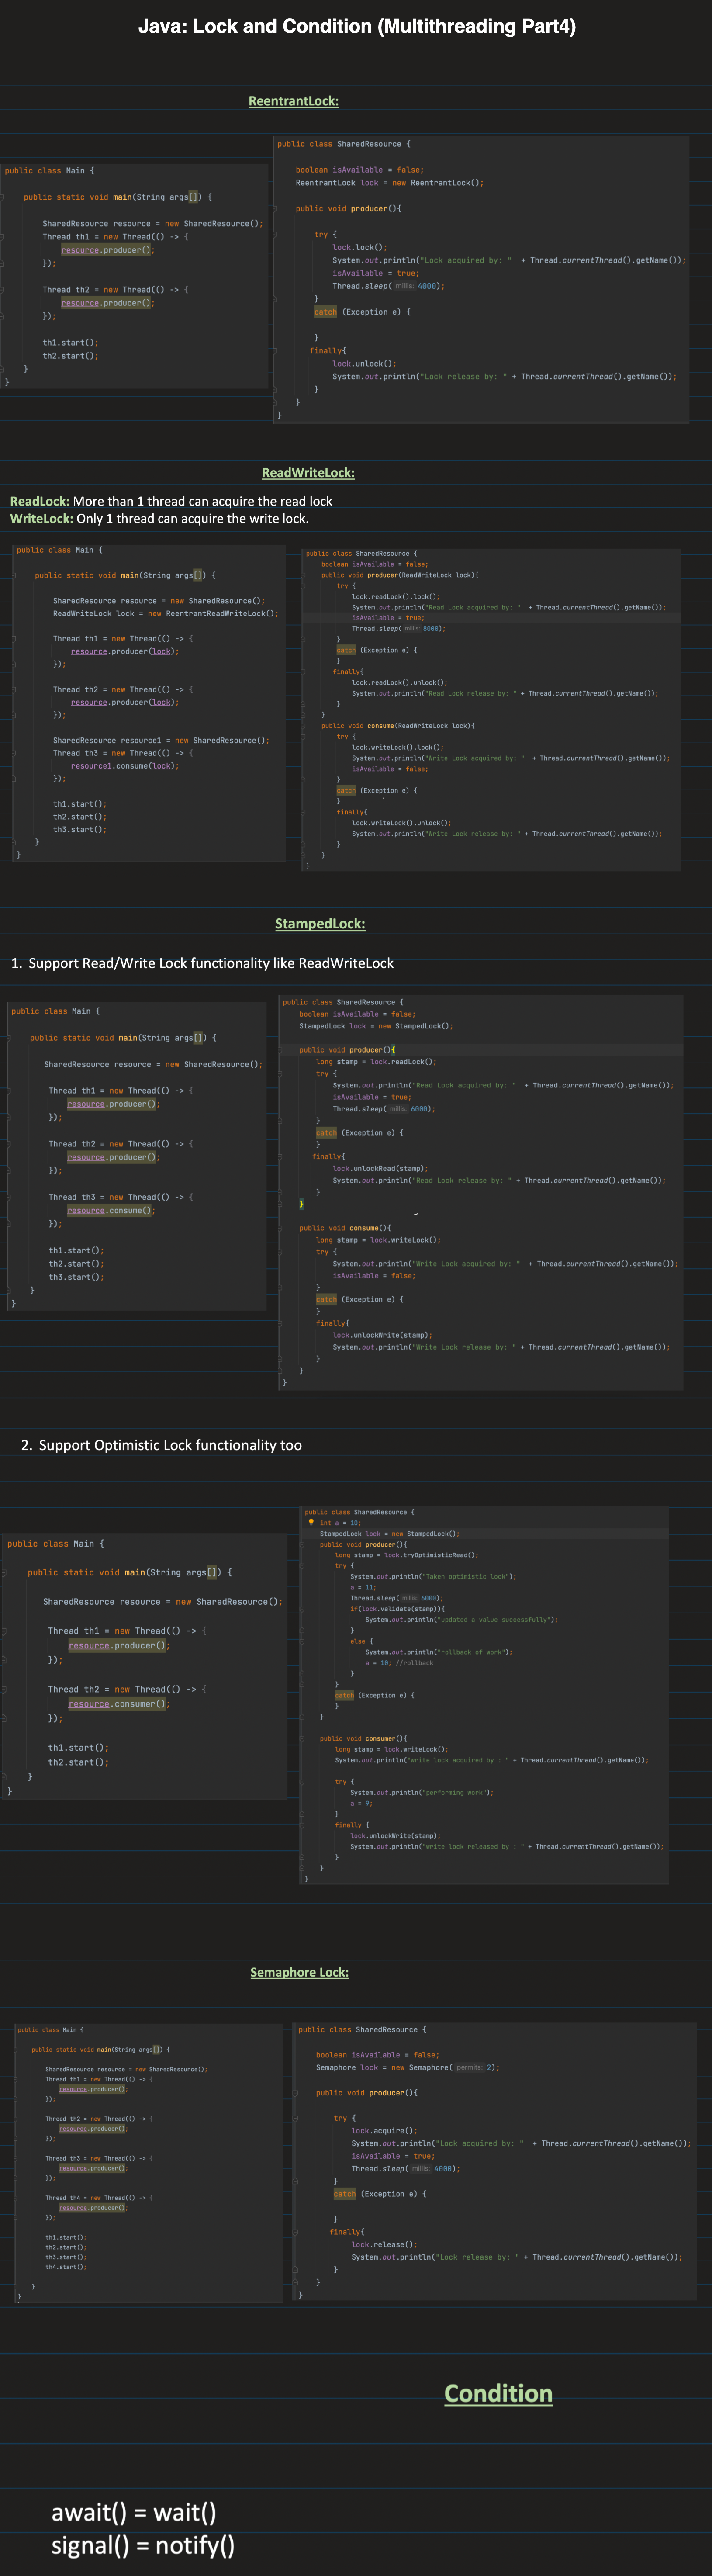 Java: Lock and Condition (Multithreading Part4)
ReentrantLock:
public class Main {
public static void main(String args[]) {
SharedResource resource = new SharedResource();
Thread th1 = new Thread(() -> {
resource.producer();
});
Thread th2 = new Thread(() -> {
resource.producer();
});
th1.start();
th2.start();
}
}
public class SharedResource {
boolean isAvailable = false;
ReentrantLock lock = new ReentrantLock();
public void producer(){
try {
lock.lock();
System.out.println("Lock acquired by: " + Thread.currentThread().getName());
isAvailable = true;
Thread.sleep( millis: 4000);
}
catch (Exception e) {
}
finally{
lock.unlock();
System.out.println("Lock release by: " + Thread.currentThread().getName());
}
}
}
ReadWriteLock:
ReadLock: More than 1 thread can acquire the read lock
WriteLock: Only 1 thread can acquire the write lock.
public class Main {
public static void main(String args[]) {
SharedResource resource = new SharedResource();
ReadWriteLock lock = new ReentrantReadWriteLock();
Thread th1 = new Thread(() -> {
resource.producer(lock);
});
Thread th2 = new Thread(() -> {
resource.producer(lock);
});
SharedResource resource1 = new SharedResource();
Thread th3 = new Thread(() -> {
resource1.consume(lock);
});
th1.start();
th2.start();
th3.start();
}
}
public class SharedResource {
boolean isAvailable = false;
public void producer(ReadWriteLock lock){
try {
lock.readLock().lock();
System.out.println("Read Lock acquired by: " + Thread.currentThread().getName());
isAvailable = true;
Thread.sleep( millis: 8000);
}
catch (Exception e) {
}
finally{
lock.readLock().unlock();
System.out.println("Read Lock release by: " + Thread.currentThread().getName());
}
}
public void consume(ReadWriteLock lock){
try {
lock.writeLock().lock();
System.out.println("Write Lock acquired by: " + Thread.currentThread().getName());
isAvailable = false;
}
catch (Exception e) {
}
finally{
lock.writeLock().unlock();
System.out.println("Write Lock release by: " + Thread.currentThread().getName());
}
}
}
StampedLock:
1. Support Read/Write Lock functionality like ReadWriteLock
public class Main {
public static void main(String args[]) {
SharedResource resource = new SharedResource();
Thread th1 = new Thread(() -> {
resource.producer();
});
Thread th2 = new Thread(() -> {
resource.producer();
});
Thread th3 = new Thread(() -> {
resource.consume();
});
th1.start();
th2.start();
th3.start();
}
}
public class SharedResource {
boolean isAvailable = false;
StampedLock lock = new StampedLock();
public void producer(){
long stamp = lock.readLock();
try {
System.out.println("Read Lock acquired by: " + Thread.currentThread().getName());
isAvailable = true;
Thread.sleep( millis: 6000);
}
catch (Exception e) {
}
finally{
lock.unlockRead(stamp);
System.out.println("Read Lock release by: " + Thread.currentThread().getName());
}
}
public void consume(){
long stamp = lock.writeLock();
try {
System.out.println("Write Lock acquired by: " + Thread.currentThread().getName());
isAvailable = false;
}
catch (Exception e) {
}
finally{
lock.unlockWrite(stamp);
System.out.println("Write Lock release by: " + Thread.currentThread().getName());
}
}
}
2. Support Optimistic Lock functionality too
public class Main {
public static void main(String args[]) {
SharedResource resource = new SharedResource();
Thread th1 = new Thread(() -> {
resource.producer();
});
Thread th2 = new Thread(() -> {
resource.consumer();
});
th1.start();
th2.start();
}
}
public class SharedResource {
int a = 10;
StampedLock lock = new StampedLock();
public void producer(){
long stamp = lock.tryOptimisticRead();
try {
System.out.println("Taken optimistic lock");
a = 11;
Thread.sleep( millis: 6000);
if(lock.validate(stamp)){
System.out.println("updated a value successfully");
}
else {
System.out.println("rollback of work");
a = 10; //rollback
}
}
catch (Exception e) {
}
}
public void consumer(){
long stamp = lock.writeLock();
System.out.println("write lock acquired by : " + Thread.currentThread().getName());
try {
System.out.println("performing work");
a = 9;
}
finally {
lock.unlockWrite(stamp);
System.out.println("write lock released by : " + Thread.currentThread().getName());
}
}
}
Semaphore Lock:
public class Main {
public static void main(String args[]) {
SharedResource resource = new SharedResource();
Thread th1 = new Thread(() -> {
resource.producer();
});
Thread th2 = new Thread(() -> {
resource.producer();
});
Thread th3 = new Thread(() -> {
resource.producer();
});
Thread th4 = new Thread(() -> {
resource.producer();
});
th1.start();
th2.start();
th3.start();
th4.start();
}
}
public class SharedResource {
boolean isAvailable = false;
Semaphore lock = new Semaphore( permits: 2);
public void producer(){
try {
lock.acquire();
System.out.println("Lock acquired by: " + Thread.currentThread().getName());
isAvailable = true;
Thread.sleep( millis: 4000);
}
catch (Exception e) {
}
finally{
lock.release();
System.out.println("Lock release by: " + Thread.currentThread().getName());
}
}
}
Condition
await() = wait()
signal() = notify()